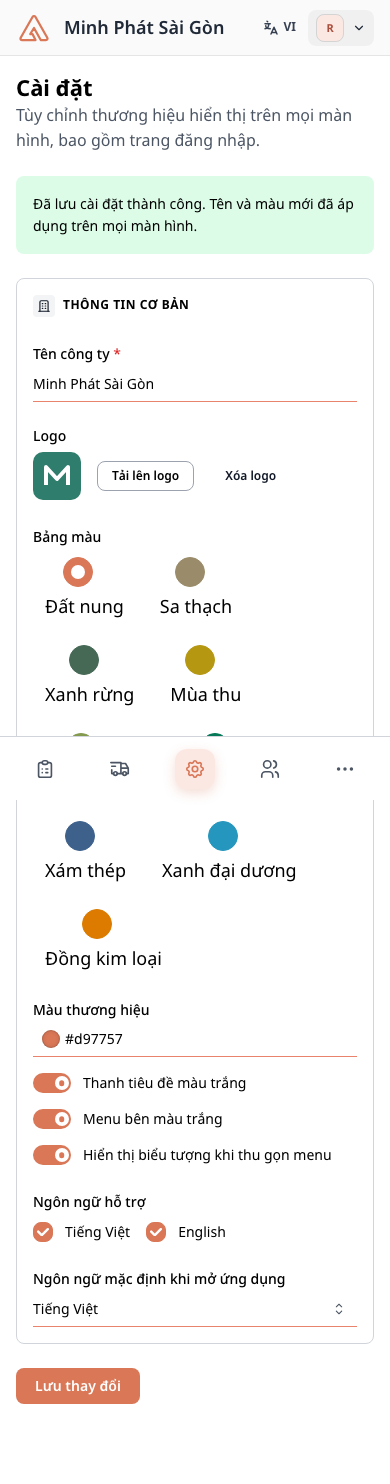 Minh Phát Sài Gòn
VI
R
Cài đặt
Tùy chỉnh thương hiệu hiển thị trên mọi màn
hình, bao gồm trang đăng nhập.
Đã lưu cài đặt thành công. Tên và màu mới đã áp
dụng trên mọi màn hình.
THÔNG TIN CƠ BẢN
Tên công ty *
Minh Phát Sài Gòn
Logo
M
Tải lên logo
Xóa logo
Bảng màu
Đất nung
Sa thạch
Xanh rừng
Mùa thu
Xám thép
Xanh đại dương
Đồng kim loại
Màu thương hiệu
#d97757
Thanh tiêu đề màu trắng
Menu bên màu trắng
Hiển thị biểu tượng khi thu gọn menu
Ngôn ngữ hỗ trợ
Tiếng Việt
English
Ngôn ngữ mặc định khi mở ứng dụng
Tiếng Việt
Lưu thay đổi